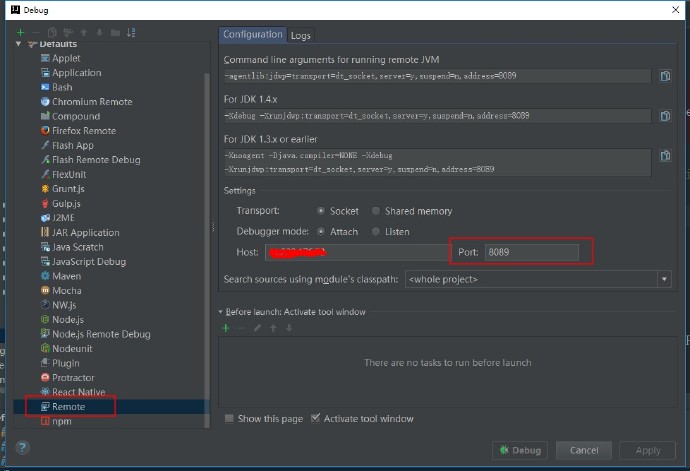 Debug
Defaults
Applet
Application
Bash
Chromium Remote
Compound
Firefox Remote
Flash App
Flash Remote Debug
FlexUnit
Grunt.js
Gulp.js
J2ME
JAR Application
Java Scratch
JavaScript Debug
Maven
Mocha
NW.js
Node.js
Node.js Remote Debug
Nodeunit
Plugin
Protractor
React Native
Remote
npm
Configuration
Logs
Command line arguments for running remote JVM
-agentlib:jdwp=transport=dt_socket,server=y,suspend=n,address=8089
For JDK 1.4.x
-Xdebug -Xrunjdwp:transport=dt_socket,server=y,suspend=n,address=8089
For JDK 1.3.x or earlier
-Xnoagent -Djava.compiler=NONE -Xdebug
-Xrunjdwp:transport=dt_socket,server=y,suspend=n,address=8089
Settings
Transport: Socket Shared memory
Debugger mode: Attach Listen
Host: Port: 8089
Search sources using module's classpath: <whole project>
Before launch: Activate tool window
There are no tasks to run before launch
Show this page Activate tool window
? Debug Cancel Apply